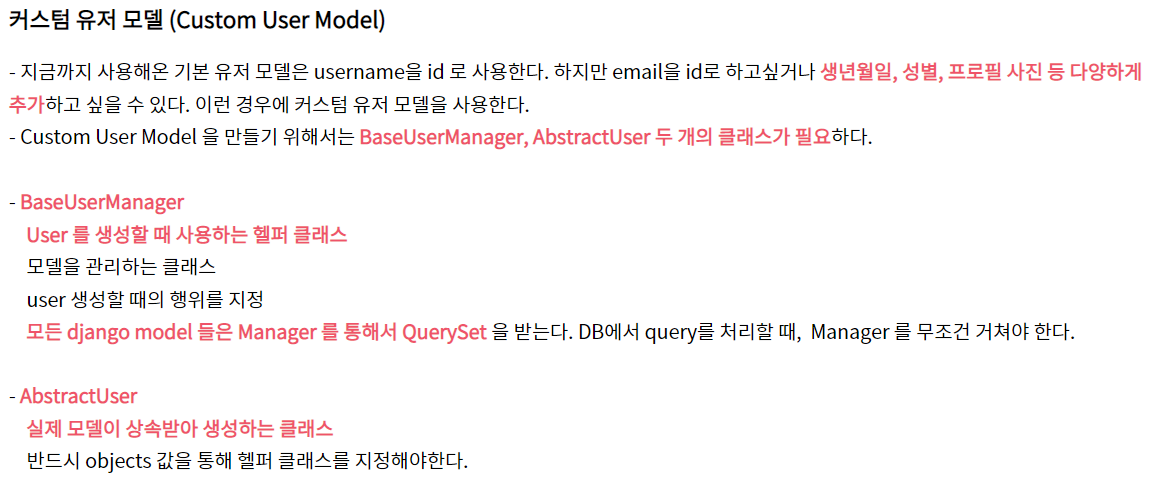 커스텀 유저 모델 (Custom User Model)
- 지금까지 사용해온 기본 유저 모델은 username을 id 로 사용한다. 하지만 email을 id로 하고싶거나 생년월일, 성별, 프로필 사진 등 다양하게
추가하고 싶을 수 있다. 이런 경우에 커스텀 유저 모델을 사용한다.
- Custom User Model 을 만들기 위해서는 BaseUserManager, AbstractUser 두 개의 클래스가 필요하다.
- BaseUserManager
User 를 생성할 때 사용하는 헬퍼 클래스
모델을 관리하는 클래스
user 생성할 때의 행위를 지정
모든 django model 들은 Manager 를 통해서 QuerySet 을 받는다. DB에서 query를 처리할 때, Manager 를 무조건 거쳐야 한다.
- AbstractUser
실제 모델이 상속받아 생성하는 클래스
반드시 objects 값을 통해 헬퍼 클래스를 지정해야한다.